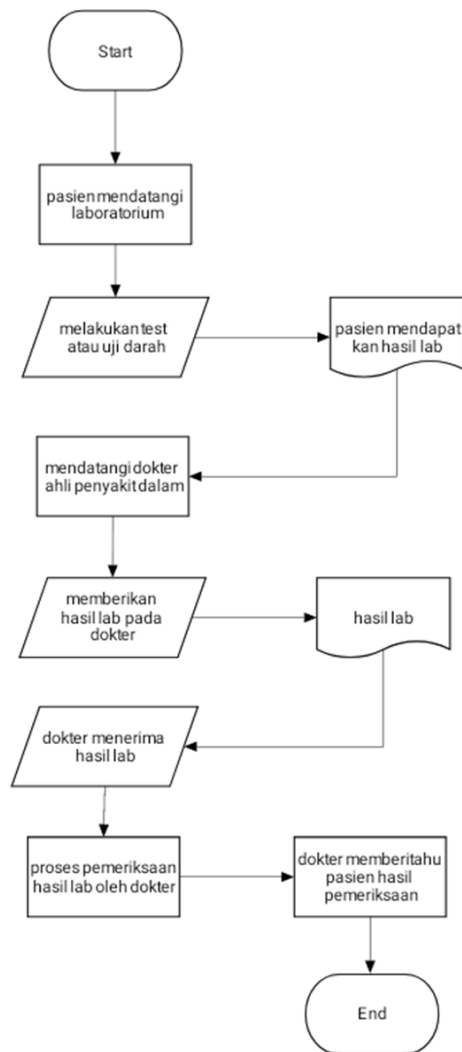 Start
pasien mendatangi
laboratorium
melakukan test
atau uji darah
pasien mendapat
kan hasil lab
mendatangi dokter
ahli penyakit dalam
memberikan
hasil lab pada
dokter
hasil lab
dokter menerima
hasil lab
proses pemeriksaan
hasil lab oleh dokter
dokter memberitahu
pasien hasil
pemeriksaan
End